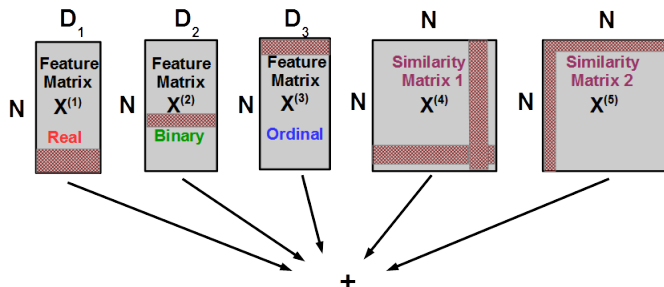 D1 D2 D3 N N
N
Feature
Matrix
X(1)
Real
N
Feature
Matrix
X(2)
Binary
N
Feature
Matrix
X(3)
Ordinal
N
Similarity
Matrix 1
X(4)
N
Similarity
Matrix 2
X(5)
+